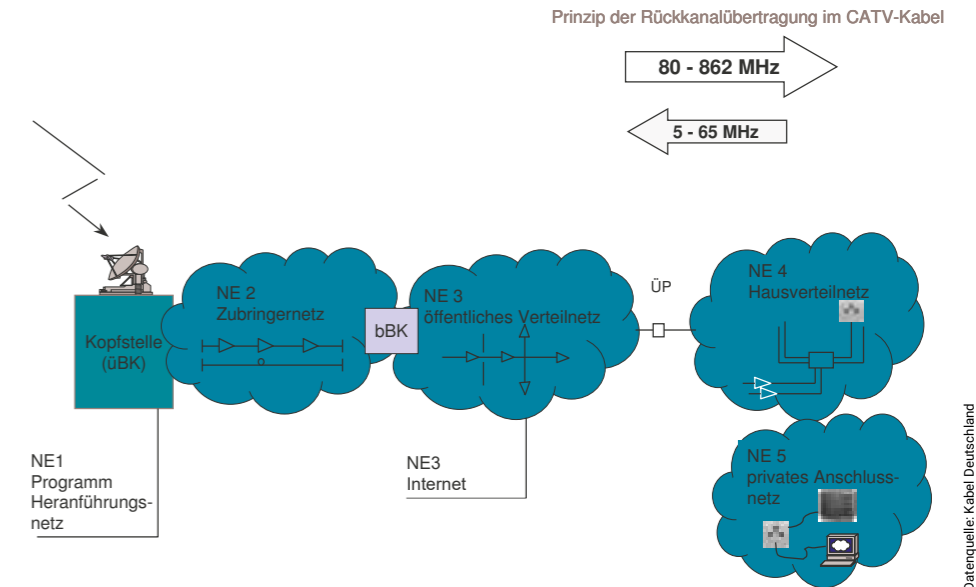 Prinzip der Rückkanalübertragung im CATV-Kabel
80 - 862 MHz
5 - 65 MHz
Kopfstelle
(üBK)
NE 2
Zubringernetz
bBK
NE 3
öffentliches Verteilnetz
ÜP
NE 4
Hausverteilnetz
NE1
Programm
Heranführungs-
netz
NE3
Internet
NE 5
privates Anschluss-
netz
Datenquelle: Kabel Deutschland